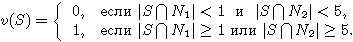 v(S) = { 0, если |S ⋂ N₁| < 1 и |S ⋂ N₂| < 5,
1, если |S ⋂ N₁| ≥ 1 или |S ⋂ N₂| ≥ 5.